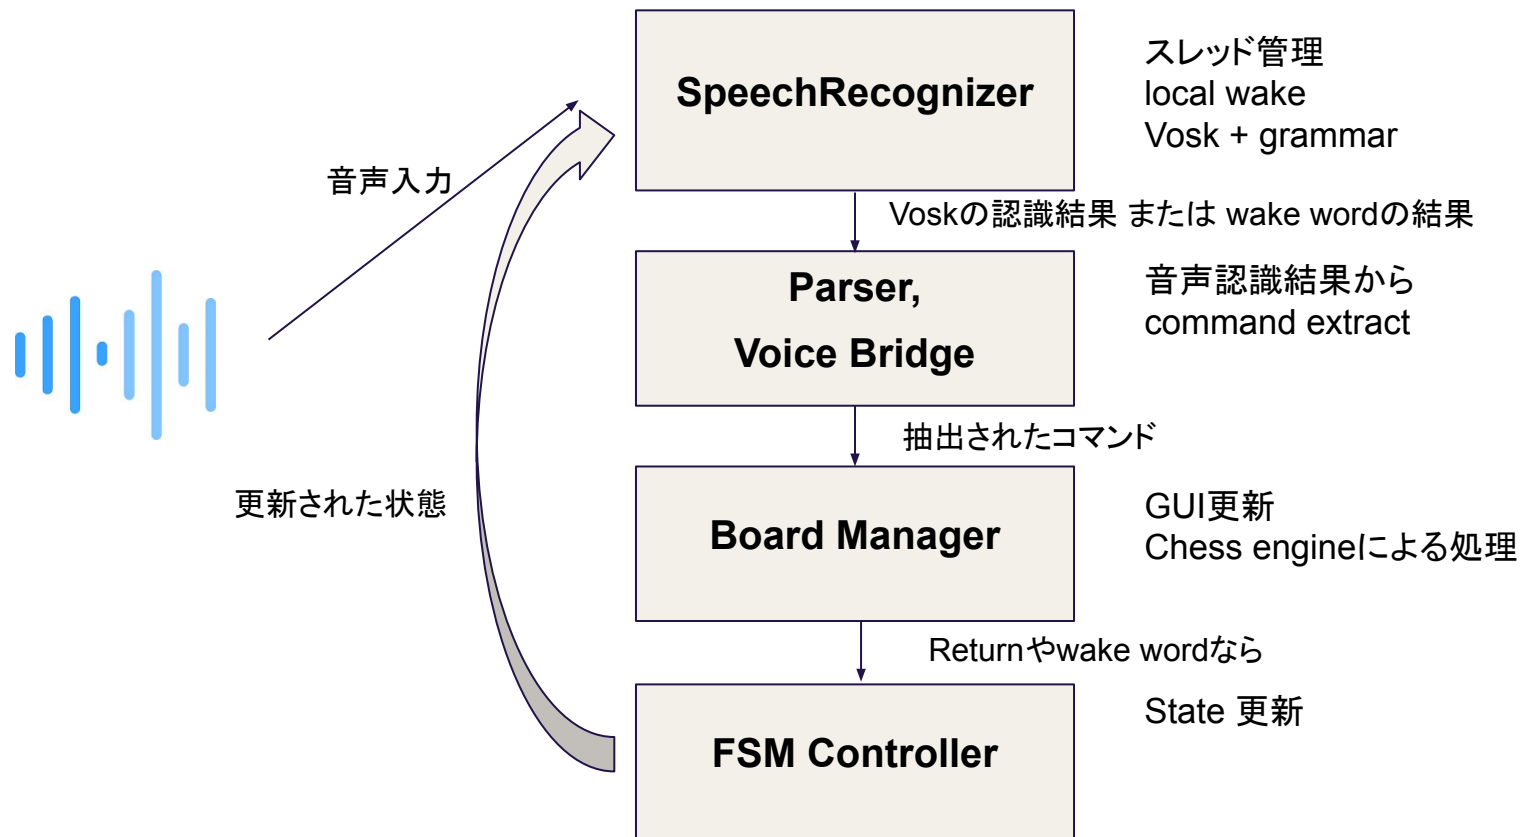 SpeechRecognizer
スレッド管理
local wake
Vosk + grammar
音声入力
Voskの認識結果 または wake wordの結果
Parser,
Voice Bridge
音声認識結果から
command extract
抽出されたコマンド
更新された状態
Board Manager
GUI更新
Chess engineによる処理
Returnやwake wordなら
FSM Controller
State 更新